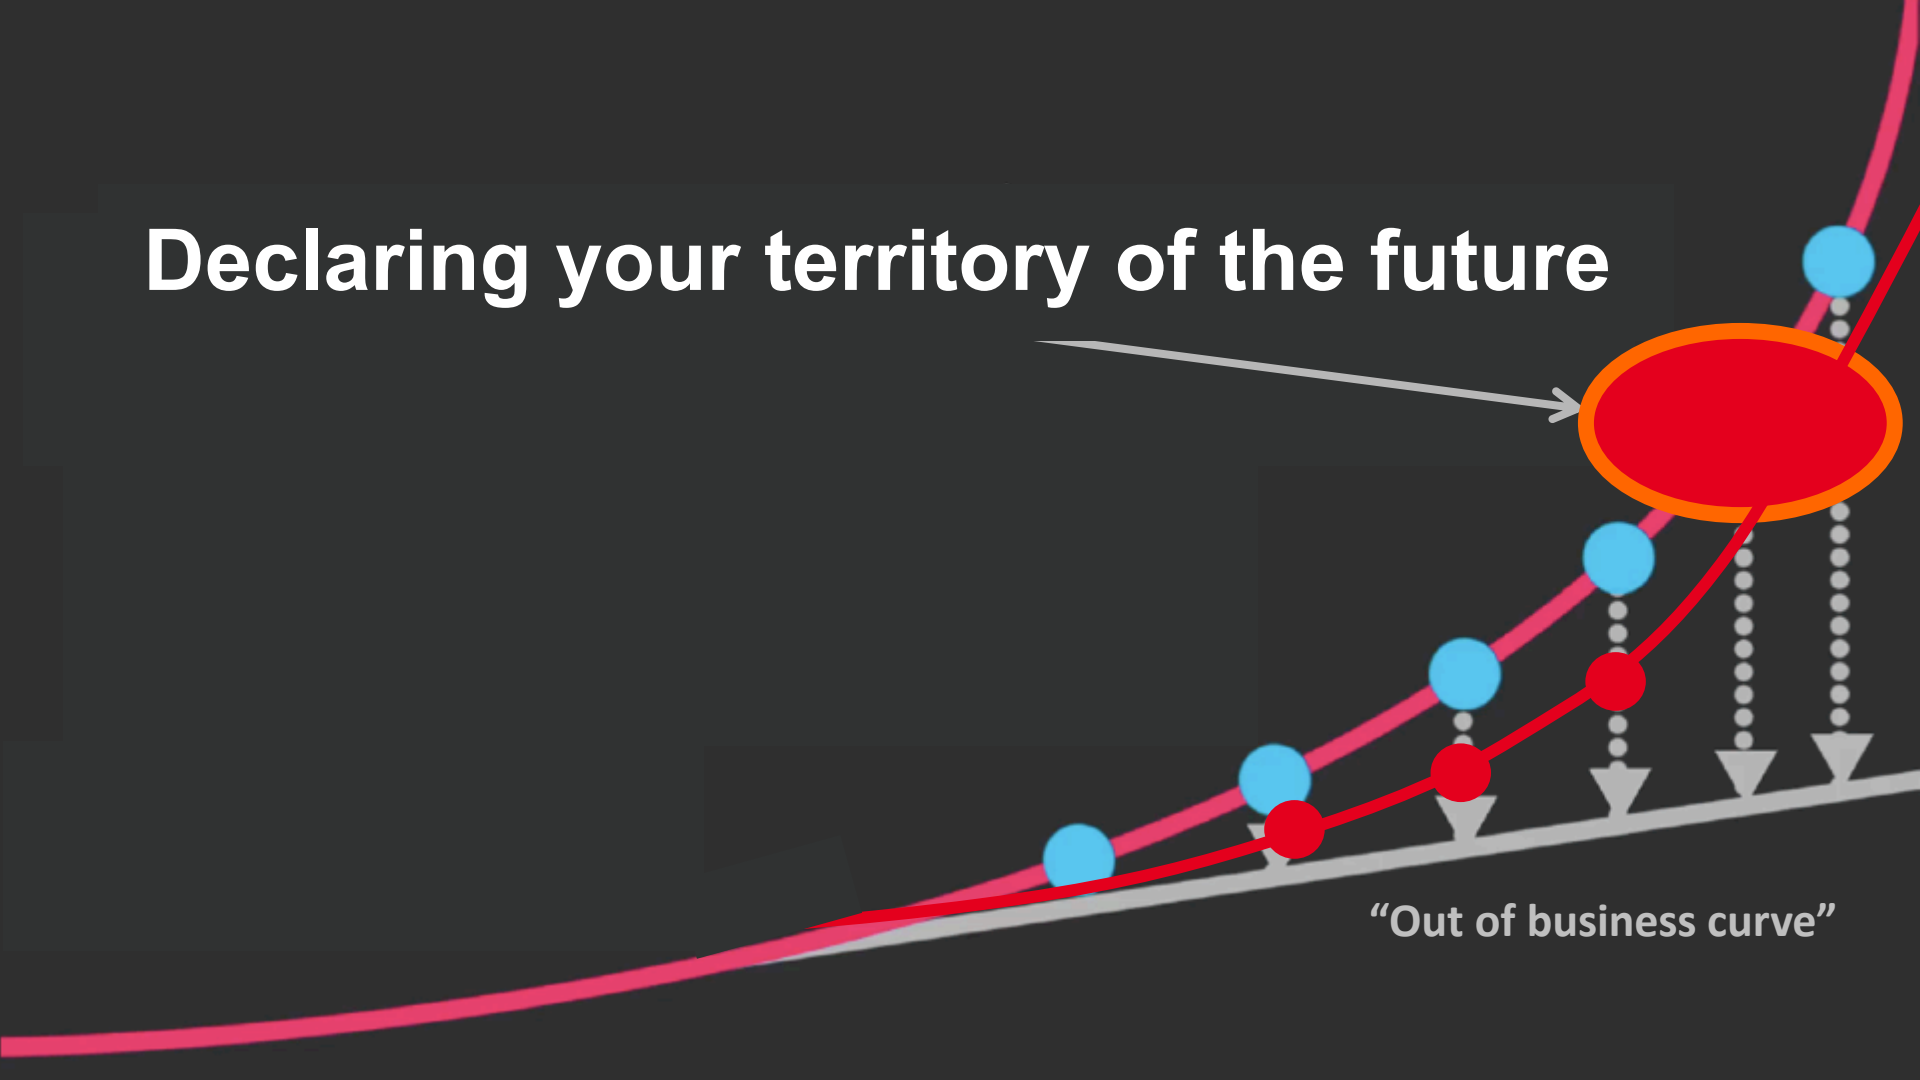 Declaring your territory of the future
“Out of business curve”